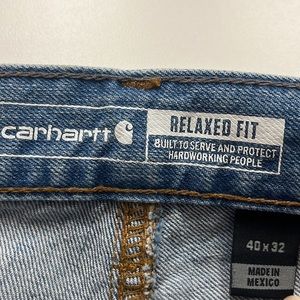 carhartt
RELAXED FIT
BUILT TO SERVE AND PROTECT
HARDWORKING PEOPLE
40 x 32
MADE IN
MEXICO